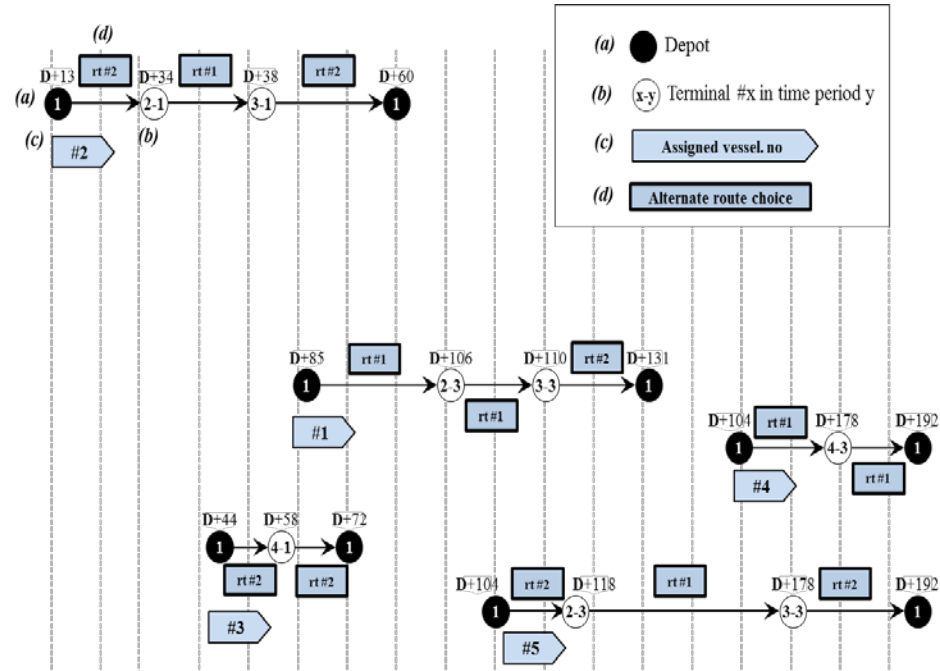 (d)
rt #2
rt #1
rt #2
D+13
D+34
D+38
D+60
(a)
1
2-1
3-1
1
(c)
(b)
#2
(a)
Depot
(b)
x-y
Terminal #x in time period y
(c)
Assigned vessel. no
(d)
Alternate route choice
D+85
rt #1
D+106
D+110
rt #2
D+131
1
2-3
3-3
1
rt #1
#1
D+104
rt #1
D+178
D+192
1
4-3
1
rt #1
#4
D+44
D+58
D+72
1
4-1
1
rt #2
rt #2
#3
D+104
rt #2
D+118
rt #1
D+178
rt #2
D+192
1
2-3
3-3
1
#5